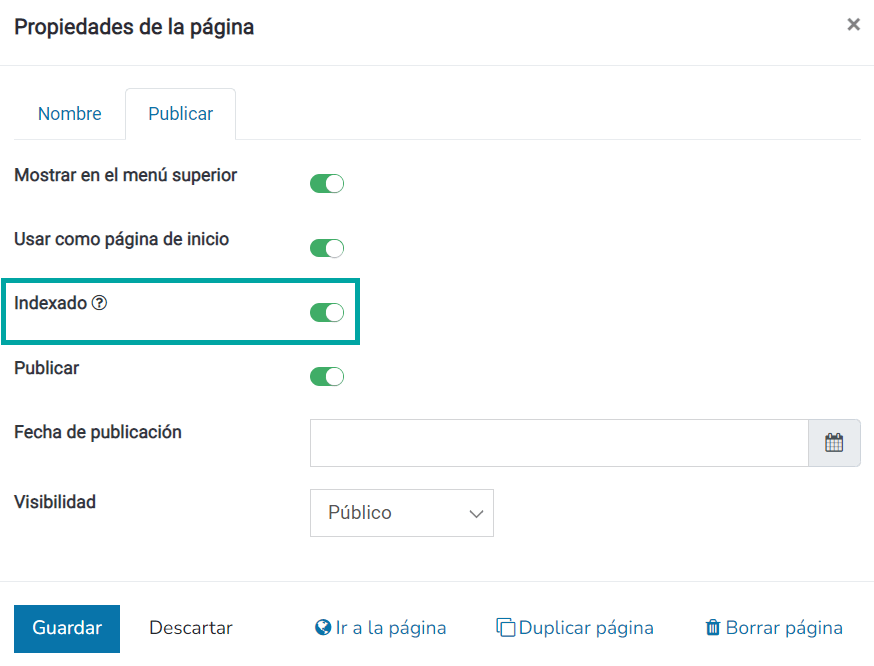 Propiedades de la página
Nombre
Publicar
Mostrar en el menú superior
Usar como página de inicio
Indexado
Publicar
Fecha de publicación
Visibilidad
Público
Guardar
Descartar
Ir a la página
Duplicar página
Borrar página